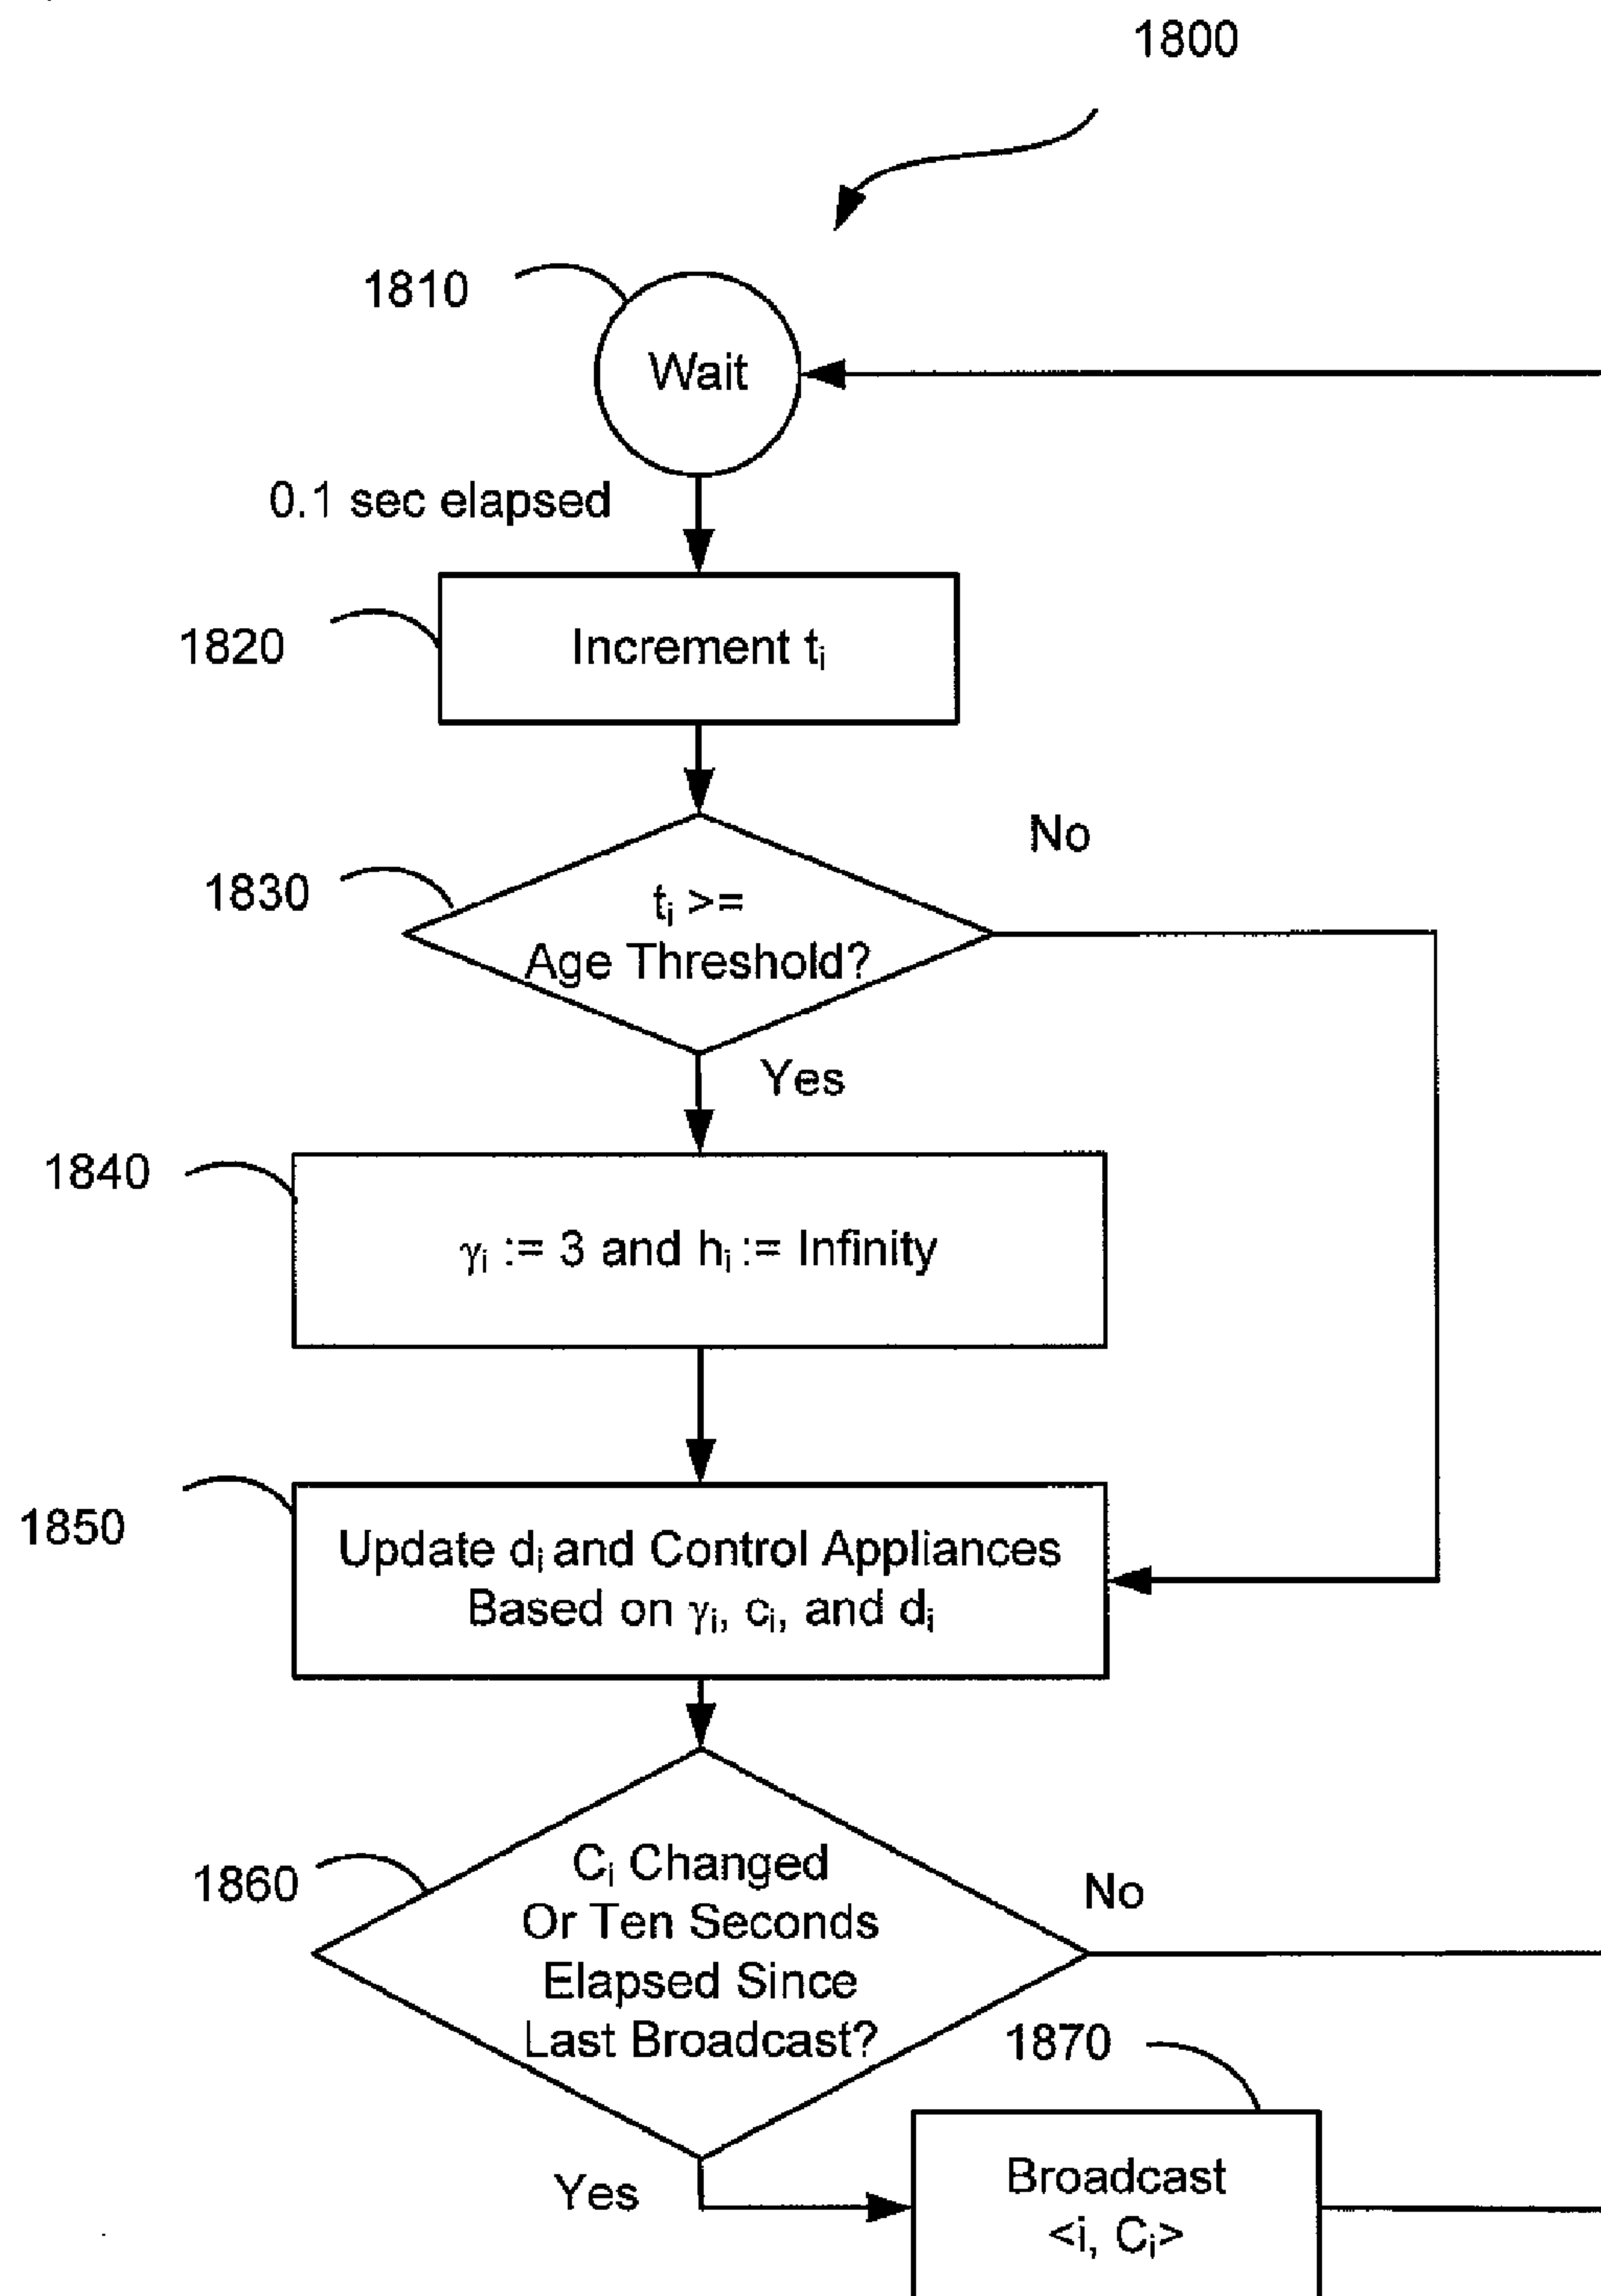 1800
1810
Wait
0.1 sec elapsed
1820
Increment tᵢ
No
1830
tᵢ >=
Age Threshold?
Yes
1840
γᵢ := 3 and hᵢ := Infinity
1850
Update dᵢ and Control Appliances
Based on γᵢ, cᵢ, and dᵢ
1860
Cᵢ Changed
Or Ten Seconds
Elapsed Since
Last Broadcast?
No
1870
Yes
Broadcast
<i, Cᵢ>